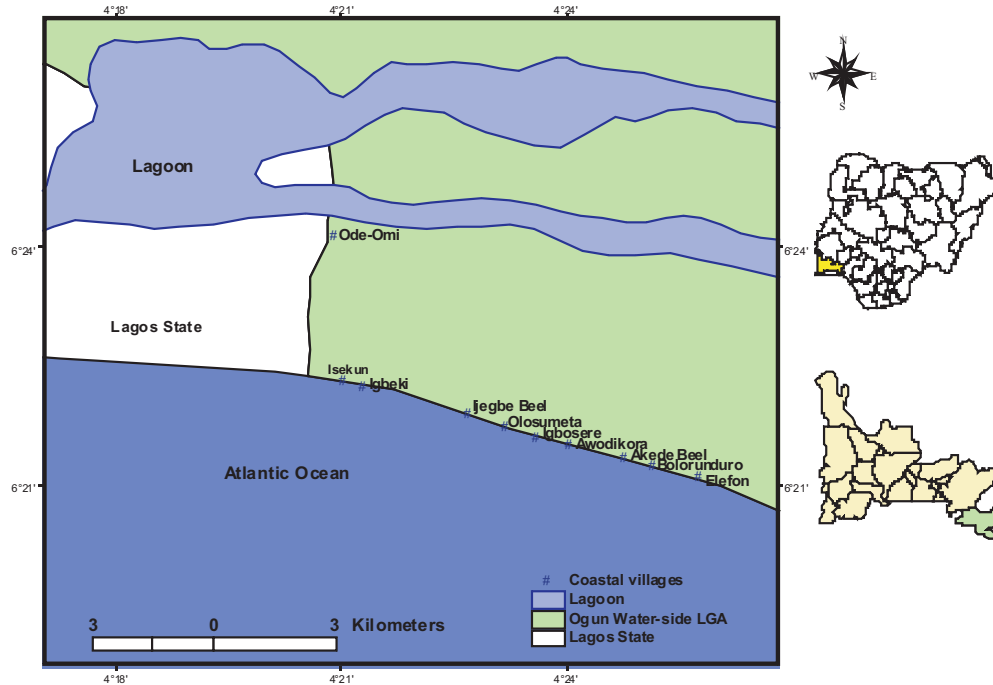 4°18' 4°21' 4°24'
N
W E
S
Lagoon
Ode-Omi
6°24' 6°24'
Lagos State
Isekun
Igbeki
Ijegbe Beel
Olosumeta
Igbosere
Awodikora
Akede Beel
Bolorunduro
Elefon
Atlantic Ocean
6°21' 6°21'
# Coastal villages
Lagoon
Ogun Water-side LGA
Lagos State
3 0 3 Kilometers
4°18' 4°21' 4°24'